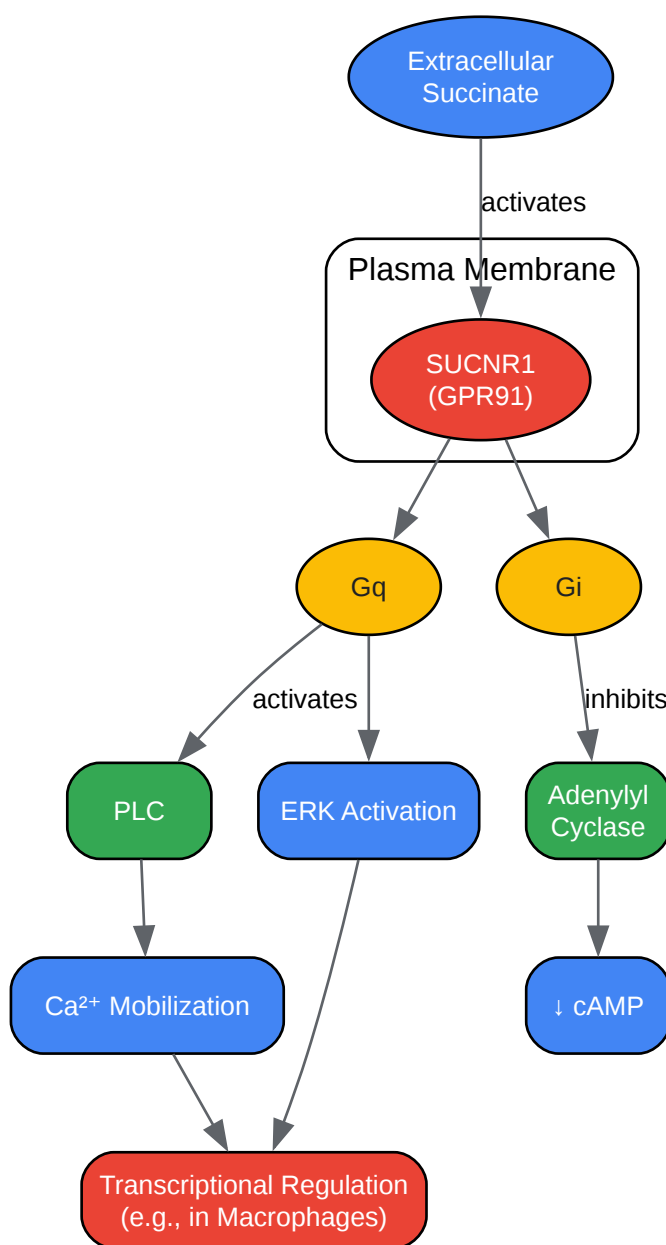 Extracellular
Succinate
activates
Plasma Membrane
SUCNR1
(GPR91)
Gq
Gi
activates
inhibits
PLC
ERK Activation
Adenylyl
Cyclase
Ca²⁺ Mobilization
↓ cAMP
Transcriptional Regulation
(e.g., in Macrophages)